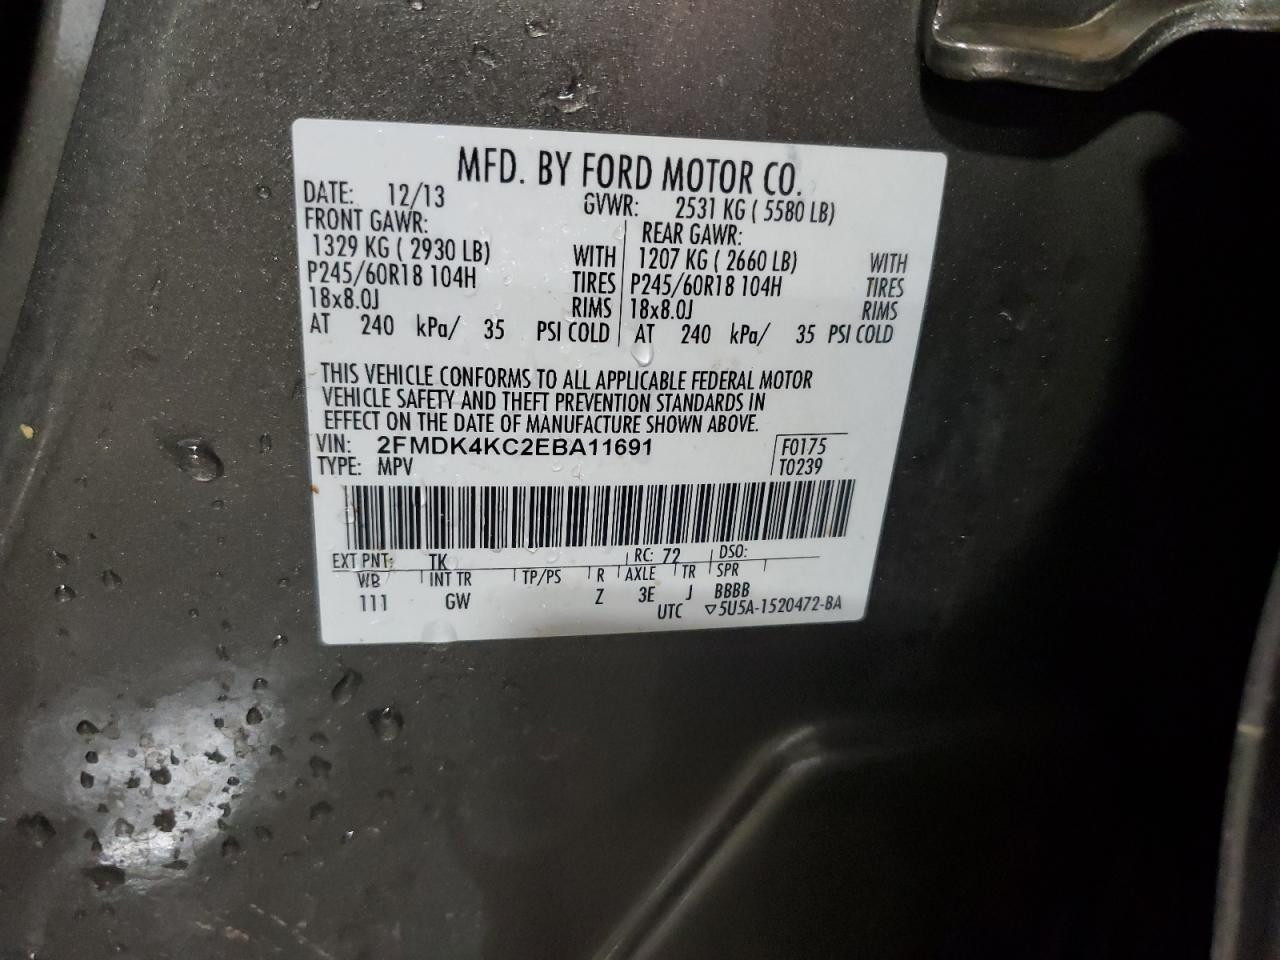 MFD. BY FORD MOTOR CO.
DATE: 12/13 GVWR: 2531 KG ( 5580 LB)
FRONT GAWR: REAR GAWR:
1329 KG ( 2930 LB) WITH 1207 KG ( 2660 LB) WITH
P245/60R18 104H TIRES P245/60R18 104H TIRES
18x8.0J RIMS 18x8.0J RIMS
AT 240 kPa/ 35 PSI COLD AT 240 kPa/ 35 PSI COLD
THIS VEHICLE CONFORMS TO ALL APPLICABLE FEDERAL MOTOR
VEHICLE SAFETY AND THEFT PREVENTION STANDARDS IN
EFFECT ON THE DATE OF MANUFACTURE SHOWN ABOVE.
VIN: 2FMDK4KC2EBA11691 F0175
TYPE: MPV T0239
EXT PNT: TK RC: 72 DSO:
WB INT TR TP/PS R AXLE TR SPR
111 GW Z 3E J BBBB
UTC ▽5U5A-1520472-BA